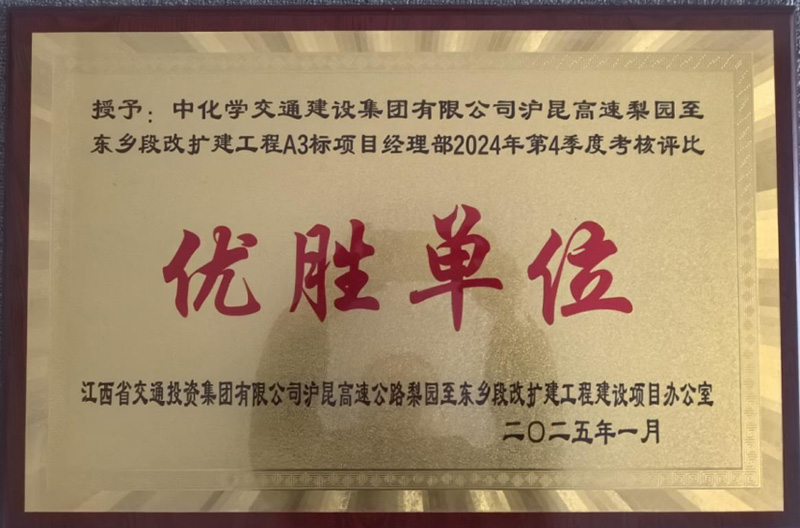 授予：中化学交通建设集团有限公司沪昆高速梨园至
东乡段改扩建工程A3标项目经理部2024年第4季度考核评比
优胜单位
江西省交通投资集团有限公司沪昆高速公路梨园至东乡段改扩建工程建设项目办公室
二〇二五年一月